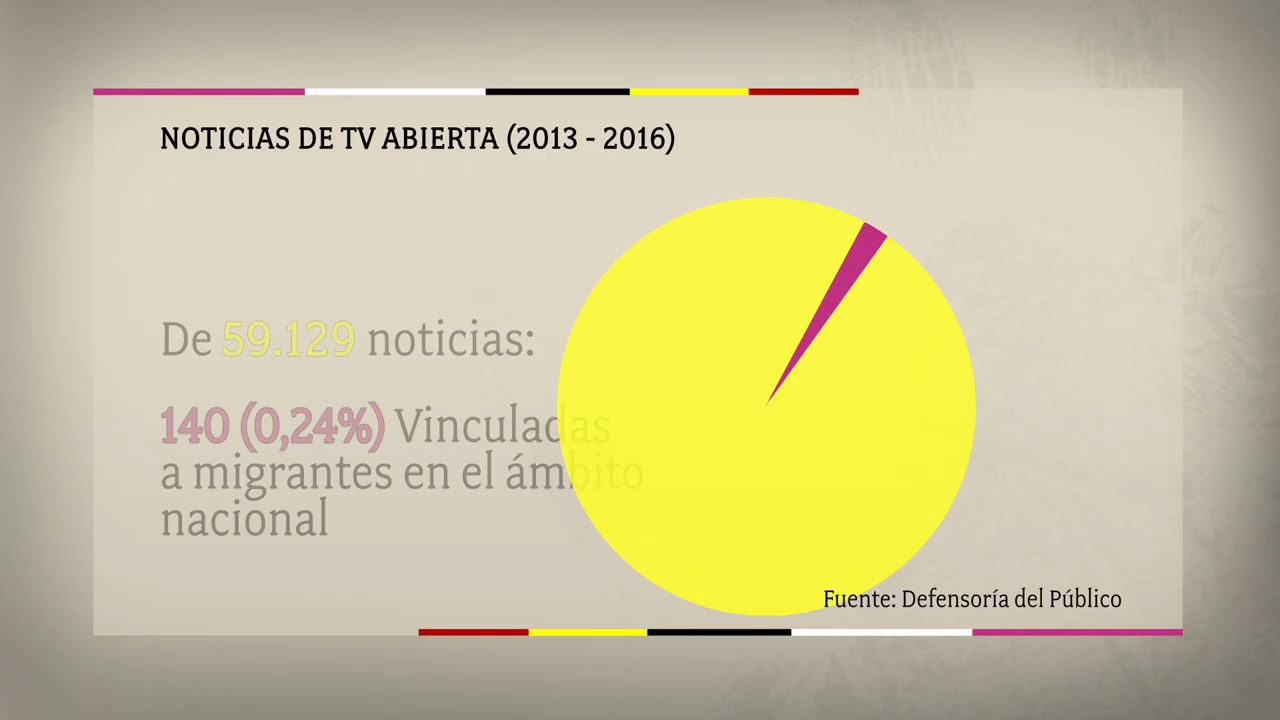 NOTICIAS DE TV ABIERTA (2013 - 2016)
De 59.129 noticias:
140 (0,24%) Vinculadas
a migrantes en el ámbito
nacional
Fuente: Defensoría del Público